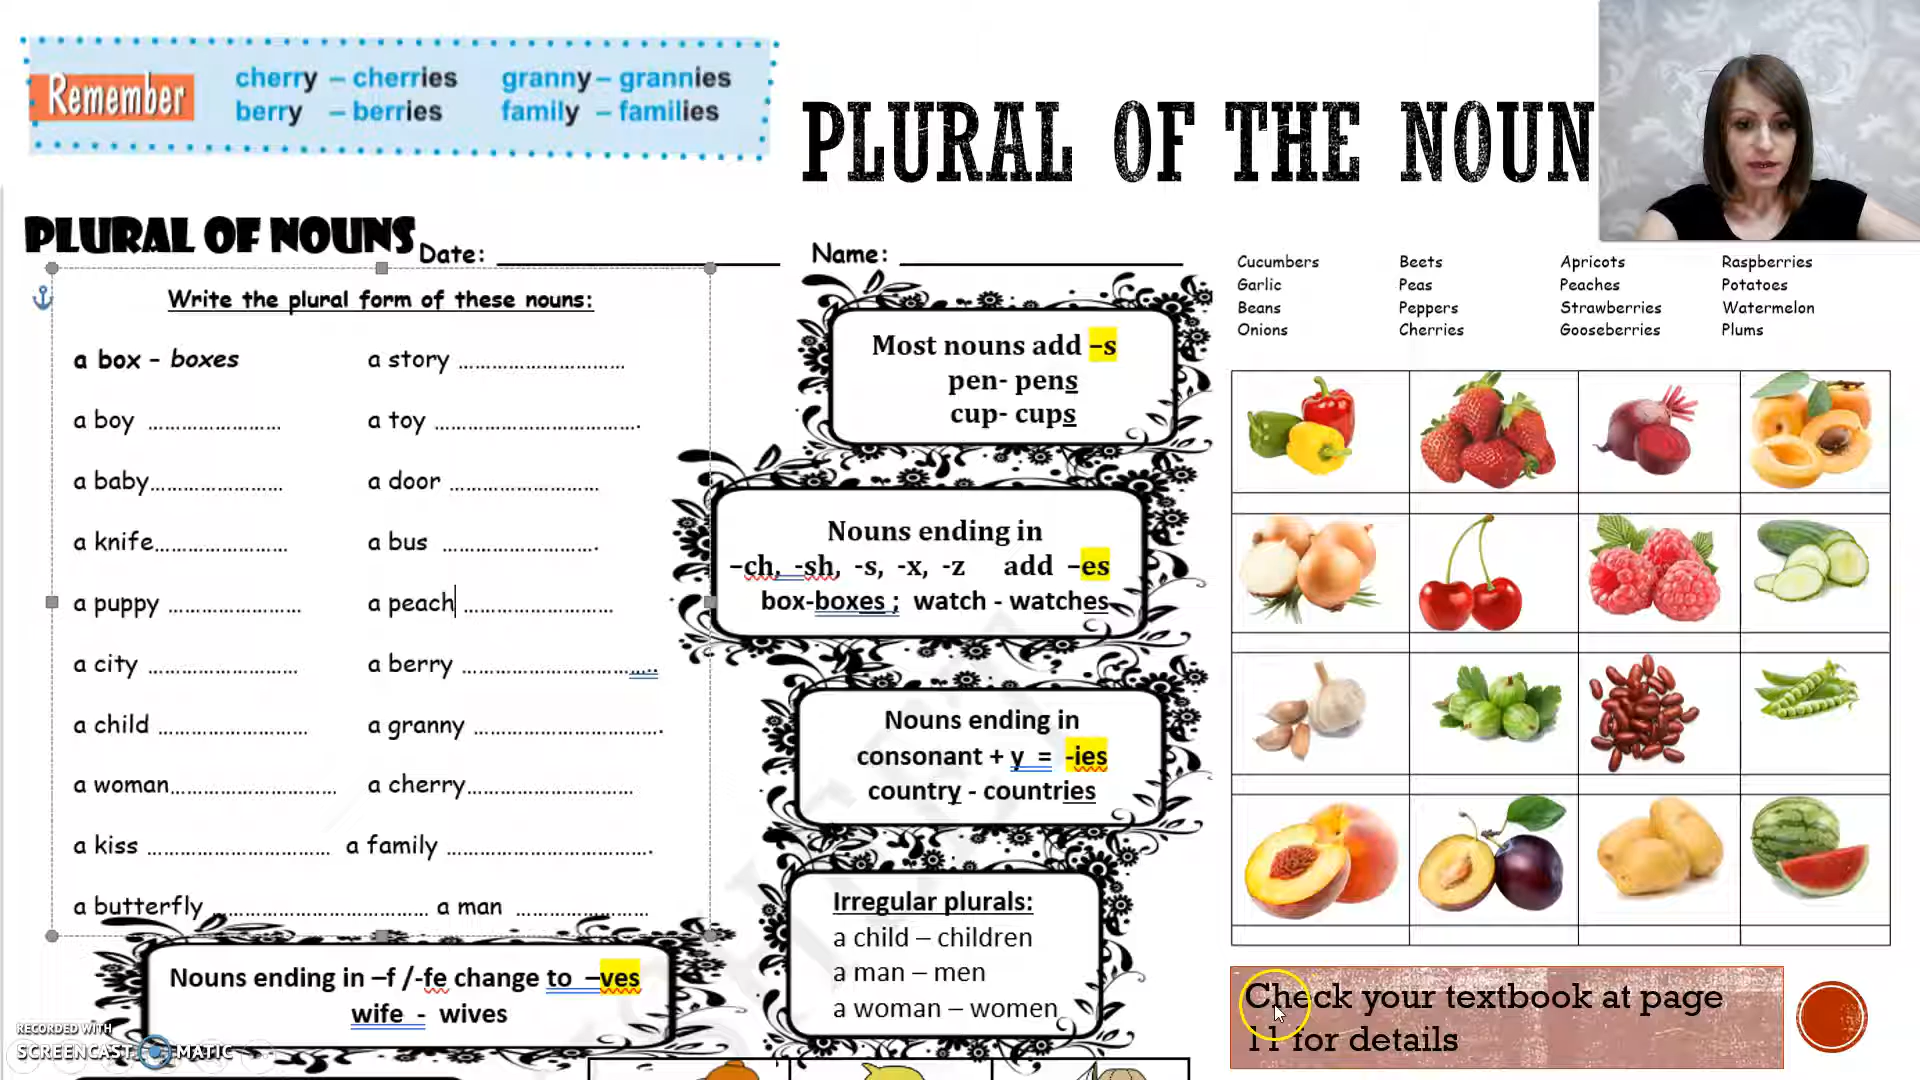 Remember
cherry – cherries granny – grannies
berry – berries family – families
PLURAL OF THE NOUN
PLURAL OF NOUNS
Date: ______________ Name: ______________
Write the plural form of these nouns:
a box – boxes a story ...........................
a boy ........................ a toy .................................
a baby........................ a door ...........................
a knife........................ a bus ............................
a puppy ........................ a peach ...........................
a city ........................... a berry ....................................
a child ........................... a granny ..................................
a woman.............................. a cherry..............................
a kiss ................................. a family .....................................
a butterfly ....................................... a man ........................
Nouns ending in –f /-fe change to –ves
wife - wives
Most nouns add –s
pen- pens
cup- cups
Nouns ending in
–ch, -sh, -s, -x, -z add –es
box-boxes ; watch - watches
Nouns ending in
consonant + y = -ies
country - countries
Irregular plurals:
a child – children
a man – men
a woman – women
Cucumbers Beets Apricots Raspberries
Garlic Peas Peaches Potatoes
Beans Peppers Strawberries Watermelon
Onions Cherries Gooseberries Plums
Check your textbook at page
11 for details
RECORDED WITH
SCREENCAST MATIC